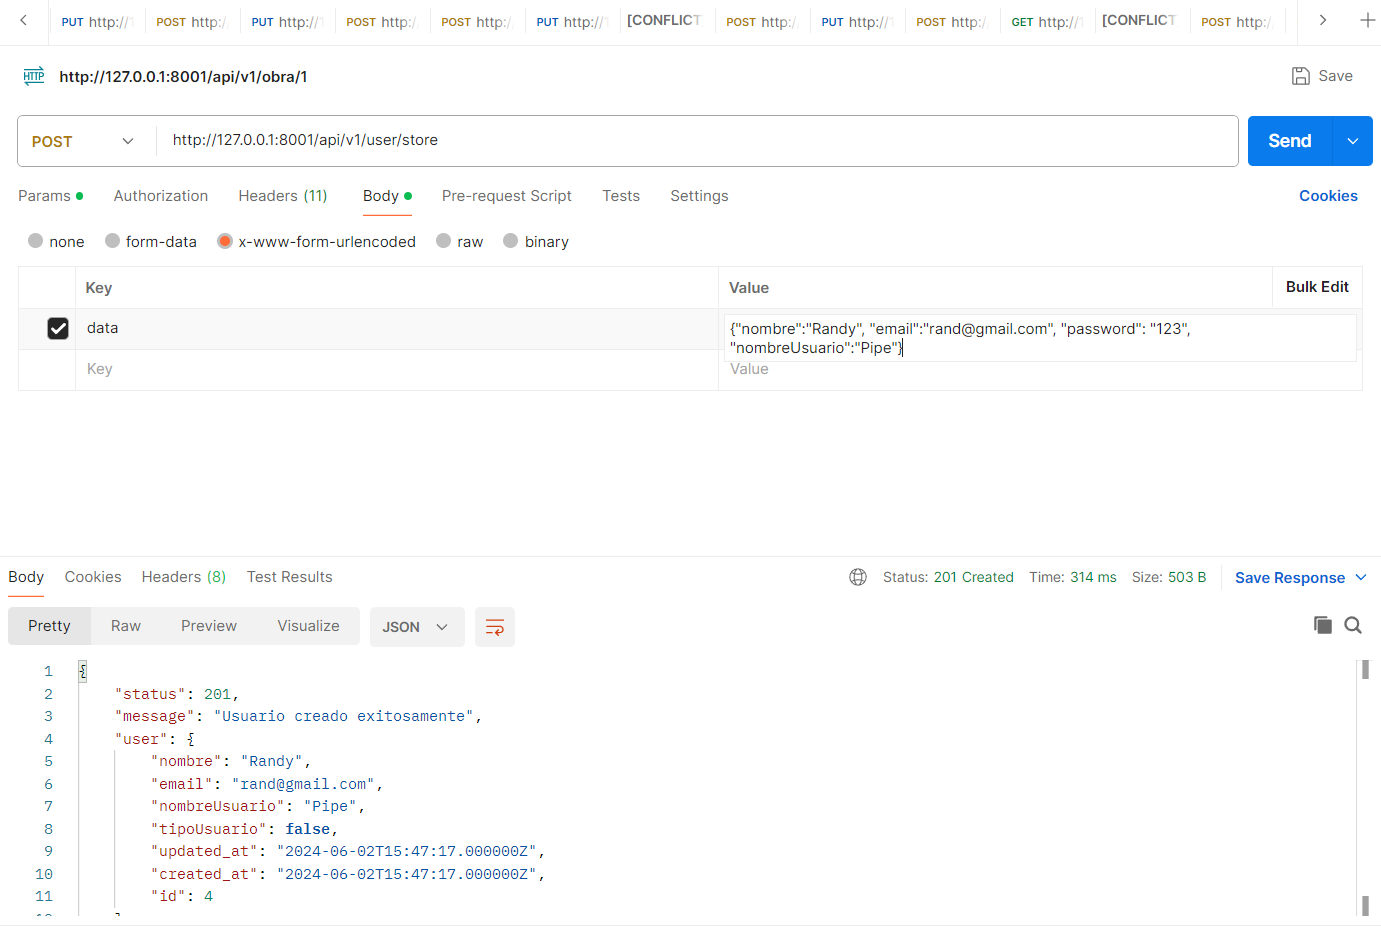 PUT http://1 POST http:/ PUT http://1 POST http:/ POST http:/ PUT http://1 [CONFLICT POST http:/ PUT http://1 POST http:/ GET http://1 [CONFLICT POST http:/
HTTP http://127.0.0.1:8001/api/v1/obra/1 Save
POST http://127.0.0.1:8001/api/v1/user/store Send
Params Authorization Headers (11) Body Pre-request Script Tests Settings Cookies
none form-data x-www-form-urlencoded raw binary
Key Value Bulk Edit
data {"nombre":"Randy", "email":"rand@gmail.com", "password": "123",
"nombreUsuario":"Pipe"}
Key Value
Body Cookies Headers (8) Test Results Status: 201 Created Time: 314 ms Size: 503 B Save Response
Pretty Raw Preview Visualize JSON
1 {
2 "status": 201,
3 "message": "Usuario creado exitosamente",
4 "user": {
5 "nombre": "Randy",
6 "email": "rand@gmail.com",
7 "nombreUsuario": "Pipe",
8 "tipoUsuario": false,
9 "updated_at": "2024-06-02T15:47:17.000000Z",
10 "created_at": "2024-06-02T15:47:17.000000Z",
11 "id": 4